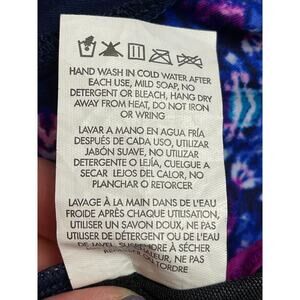 HAND WASH IN COLD WATER AFTER
EACH USE, MILD SOAP, NO
DETERGENT OR BLEACH, HANG DRY
AWAY FROM HEAT, DO NOT IRON
OR WRING
LAVAR A MANO EN AGUA FRÍA
DESPUÉS DE CADA USO, UTILIZAR
JABÓN SUAVE, NO UTILIZAR
DETERGENTE O LEJÍA, CUELGUE A
SECAR LEJOS DEL CALOR, NO
PLANCHAR O RETORCER
LAVAGE À LA MAIN DANS DE L'EAU
FROIDE APRÈS CHAQUE UTILISATION,
UTILISER UN SAVON DOUX, NE PAS
UTILISER DE DÉTERGENT OU DE L'EAU
DE JAVEL, SUSPENDRE À SÉCHER
CHALEUR, NE PAS
OU TORDRE